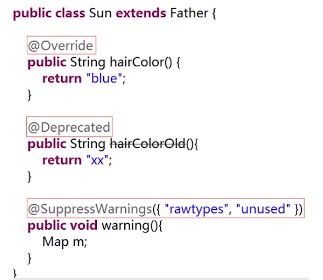 public class Sun extends Father {
@Override
public String hairColor() {
return "blue";
}
@Deprecated
public String hairColorOld(){
return "xx";
}
@SuppressWarnings({ "rawtypes", "unused" })
public void warning(){
Map m;
}
}